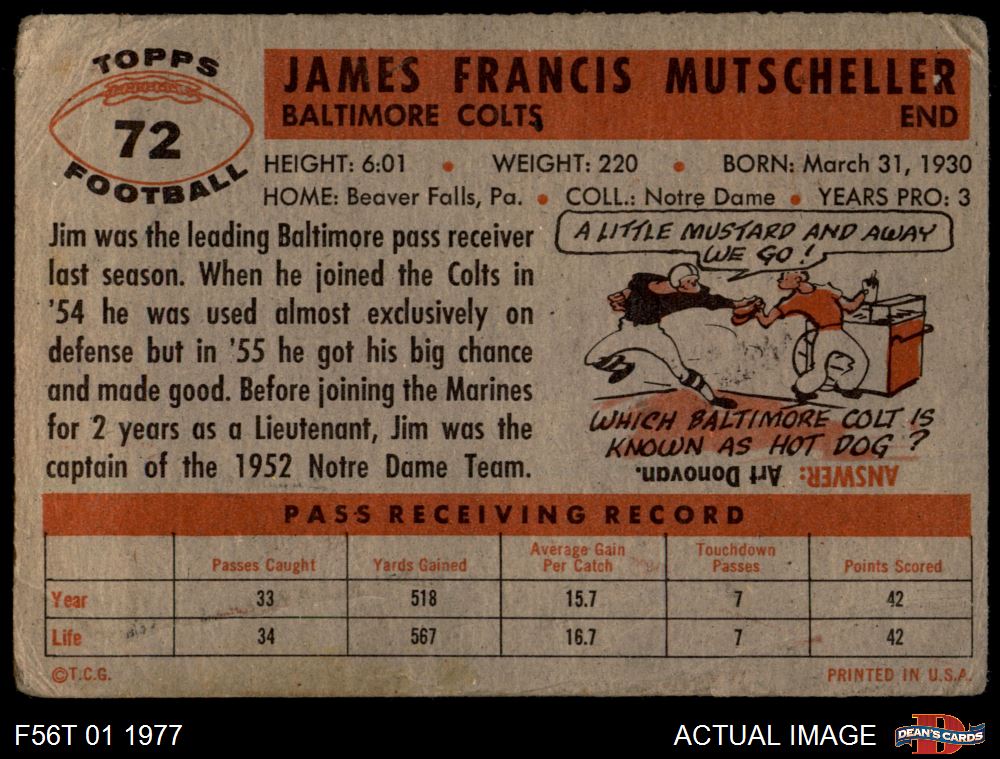 TOPPS
72
FOOTBALL
JAMES FRANCIS MUTSCHELLER
BALTIMORE COLTS END
HEIGHT: 6:01 • WEIGHT: 220 • BORN: March 31, 1930
HOME: Beaver Falls, Pa. • COLL.: Notre Dame • YEARS PRO: 3
Jim was the leading Baltimore pass receiver
last season. When he joined the Colts in
'54 he was used almost exclusively on
defense but in '55 he got his big chance
and made good. Before joining the Marines
for 2 years as a Lieutenant, Jim was the
captain of the 1952 Notre Dame Team.
A LITTLE MUSTARD AND AWAY
WE GO!
WHICH BALTIMORE COLT IS
KNOWN AS HOT DOG?
ANSWER: Art Donovan.
PASS RECEIVING RECORD
Passes Caught Yards Gained Average Gain Per Catch Touchdown Passes Points Scored
Year 33 518 15.7 7 42
Life 34 567 16.7 7 42
©T.C.G. PRINTED IN U.S.A.
F56T 01 1977 ACTUAL IMAGE DEAN'S CARDS